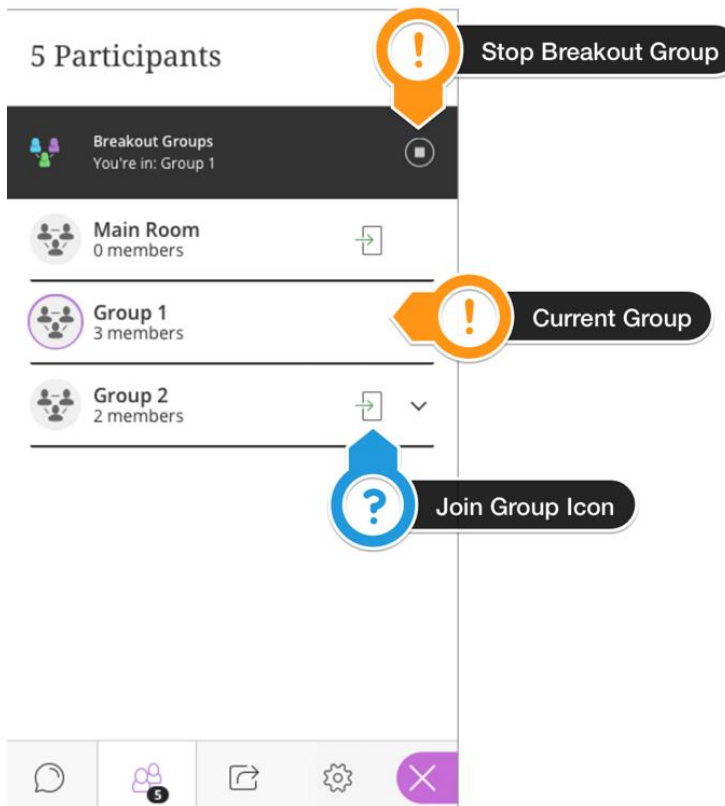 5 Participants
!
Stop Breakout Group
Breakout Groups
You're in: Group 1
Main Room
0 members
Group 1
3 members
!
Current Group
Group 2
2 members
?
Join Group Icon
5